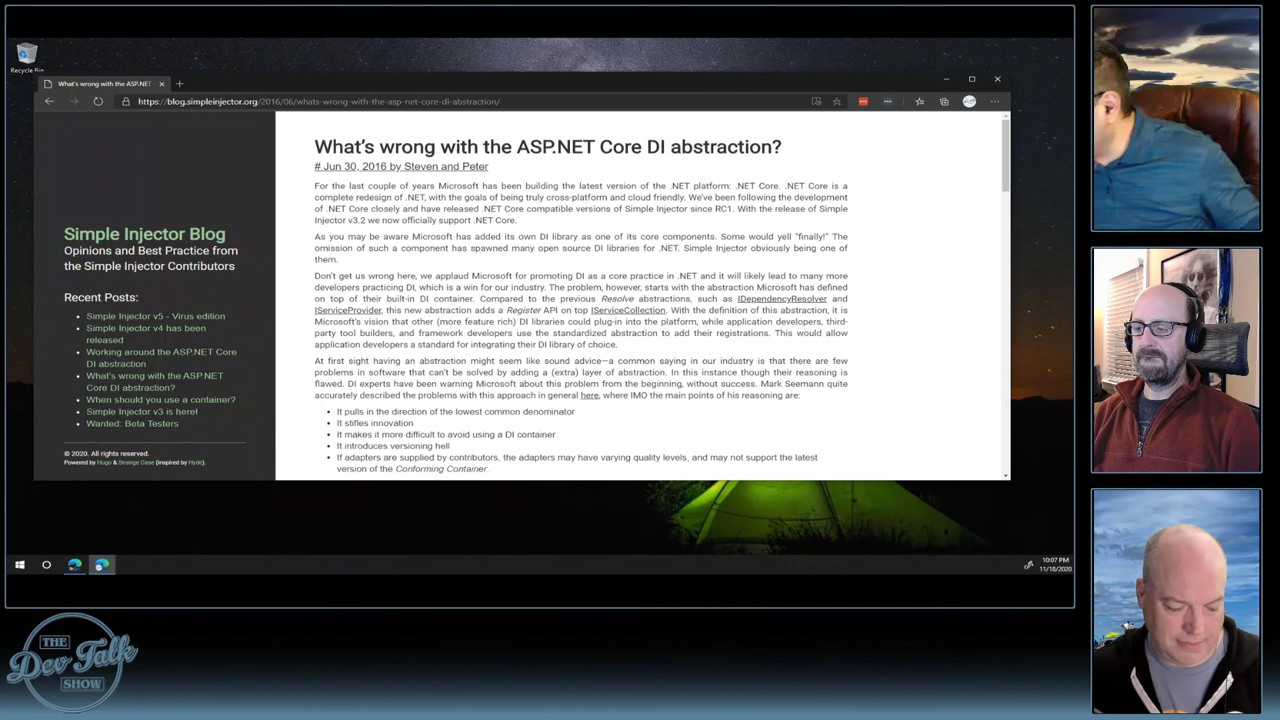 Recycle Bin
What's wrong with the ASP.NET
https://blog.simpleinjector.org/2016/06/whats-wrong-with-the-asp-net-core-di-abstraction/
Simple Injector Blog
Opinions and Best Practice from
the Simple Injector Contributors
Recent Posts:
• Simple Injector v5 - Virus edition
• Simple Injector v4 has been
released
• Working around the ASP.NET Core
DI abstraction
• What's wrong with the ASP.NET
Core DI abstraction?
• When should you use a container?
• Simple Injector v3 is here!
• Wanted: Beta Testers
© 2020. All rights reserved.
Powered by Hugo & Strange Case (inspired by Hyde).
What's wrong with the ASP.NET Core DI abstraction?
# Jun 30, 2016 by Steven and Peter
For the last couple of years Microsoft has been building the latest version of the .NET platform: .NET Core. .NET Core is a
complete redesign of .NET, with the goals of being truly cross-platform and cloud friendly. We've been following the development
of .NET Core closely and have released .NET Core compatible versions of Simple Injector since RC1. With the release of Simple
Injector v3.2 we now officially support .NET Core.
As you may be aware Microsoft has added its own DI library as one of its core components. Some would yell "finally!" The
omission of such a component has spawned many open source DI libraries for .NET. Simple Injector obviously being one of
them.
Don't get us wrong here, we applaud Microsoft for promoting DI as a core practice in .NET and it will likely lead to many more
developers practicing DI, which is a win for our industry. The problem, however, starts with the abstraction Microsoft has defined
on top of their built-in DI container. Compared to the previous Resolve abstractions, such as IDependencyResolver and
IServiceProvider, this new abstraction adds a Register API on top IServiceCollection. With the definition of this abstraction, it is
Microsoft's vision that other (more feature rich) DI libraries could plug-in into the platform, while application developers, third-
party tool builders, and framework developers use the standardized abstraction to add their registrations. This would allow
application developers a standard for integrating their DI library of choice.
At first sight having an abstraction might seem like sound advice—a common saying in our industry is that there are few
problems in software that can't be solved by adding a (extra) layer of abstraction. In this instance though their reasoning is
flawed. DI experts have been warning Microsoft about this problem from the beginning, without success. Mark Seemann quite
accurately described the problems with this approach in general here, where IMO the main points of his reasoning are:
• It pulls in the direction of the lowest common denominator
• It stifles innovation
• It makes it more difficult to avoid using a DI container
• It introduces versioning hell
• If adapters are supplied by contributors, the adapters may have varying quality levels, and may not support the latest
version of the Conforming Container.
10:07 PM
11/18/2020
THE
Dev Talk
SHOW